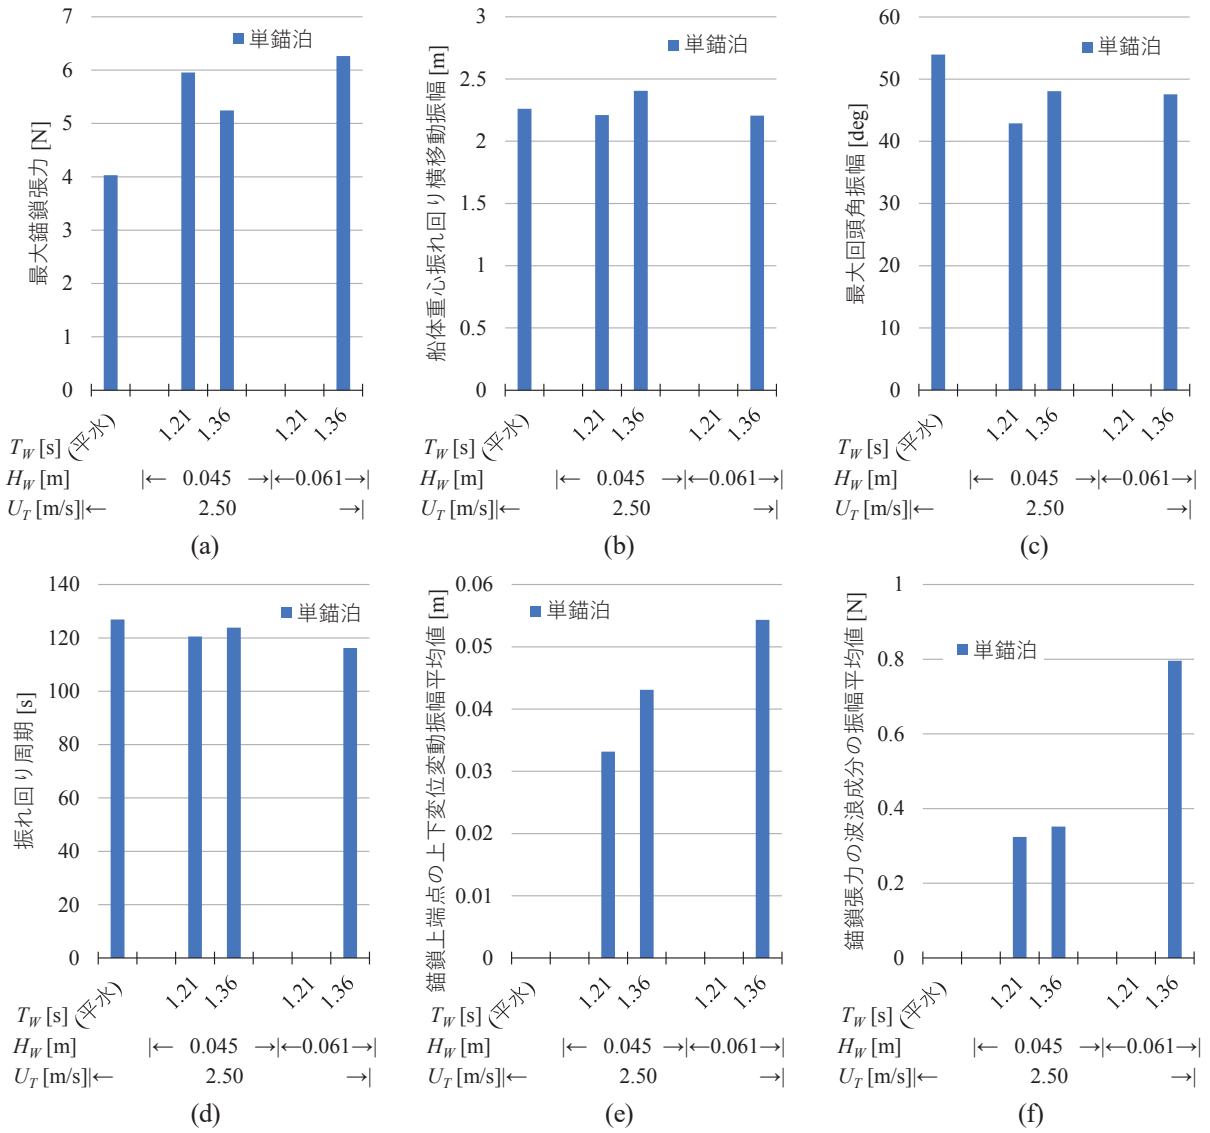 最大錨鎖張力 [N]
7
6
5
4
3
2
1
0
単錨泊
(平水)
1.21
1.36
1.21
1.36
T_W [s]
H_W [m] |← 0.045 →|←0.061→|
U_T [m/s]|← 2.50 →|
(a)
船体重心振れ回り横移動振幅 [m]
3
2.5
2
1.5
1
0.5
0
単錨泊
(平水)
1.21
1.36
1.21
1.36
T_W [s]
H_W [m] |← 0.045 →|←0.061→|
U_T [m/s]|← 2.50 →|
(b)
最大回頭角振幅 [deg]
60
50
40
30
20
10
0
単錨泊
(平水)
1.21
1.36
1.21
1.36
T_W [s]
H_W [m] |← 0.045 →|←0.061→|
U_T [m/s]|← 2.50 →|
(c)
振れ回り周期 [s]
140
120
100
80
60
40
20
0
単錨泊
(平水)
1.21
1.36
1.21
1.36
T_W [s]
H_W [m] |← 0.045 →|←0.061→|
U_T [m/s]|← 2.50 →|
(d)
錨鎖上端点の上下変位変動振幅平均値 [m]
0.06
0.05
0.04
0.03
0.02
0.01
0
単錨泊
(平水)
1.21
1.36
1.21
1.36
T_W [s]
H_W [m] |← 0.045 →|←0.061→|
U_T [m/s]|← 2.50 →|
(e)
錨鎖張力の波浪成分の振幅平均値 [N]
1
0.8
0.6
0.4
0.2
0
単錨泊
(平水)
1.21
1.36
1.21
1.36
T_W [s]
H_W [m] |← 0.045 →|←0.061→|
U_T [m/s]|← 2.50 →|
(f)